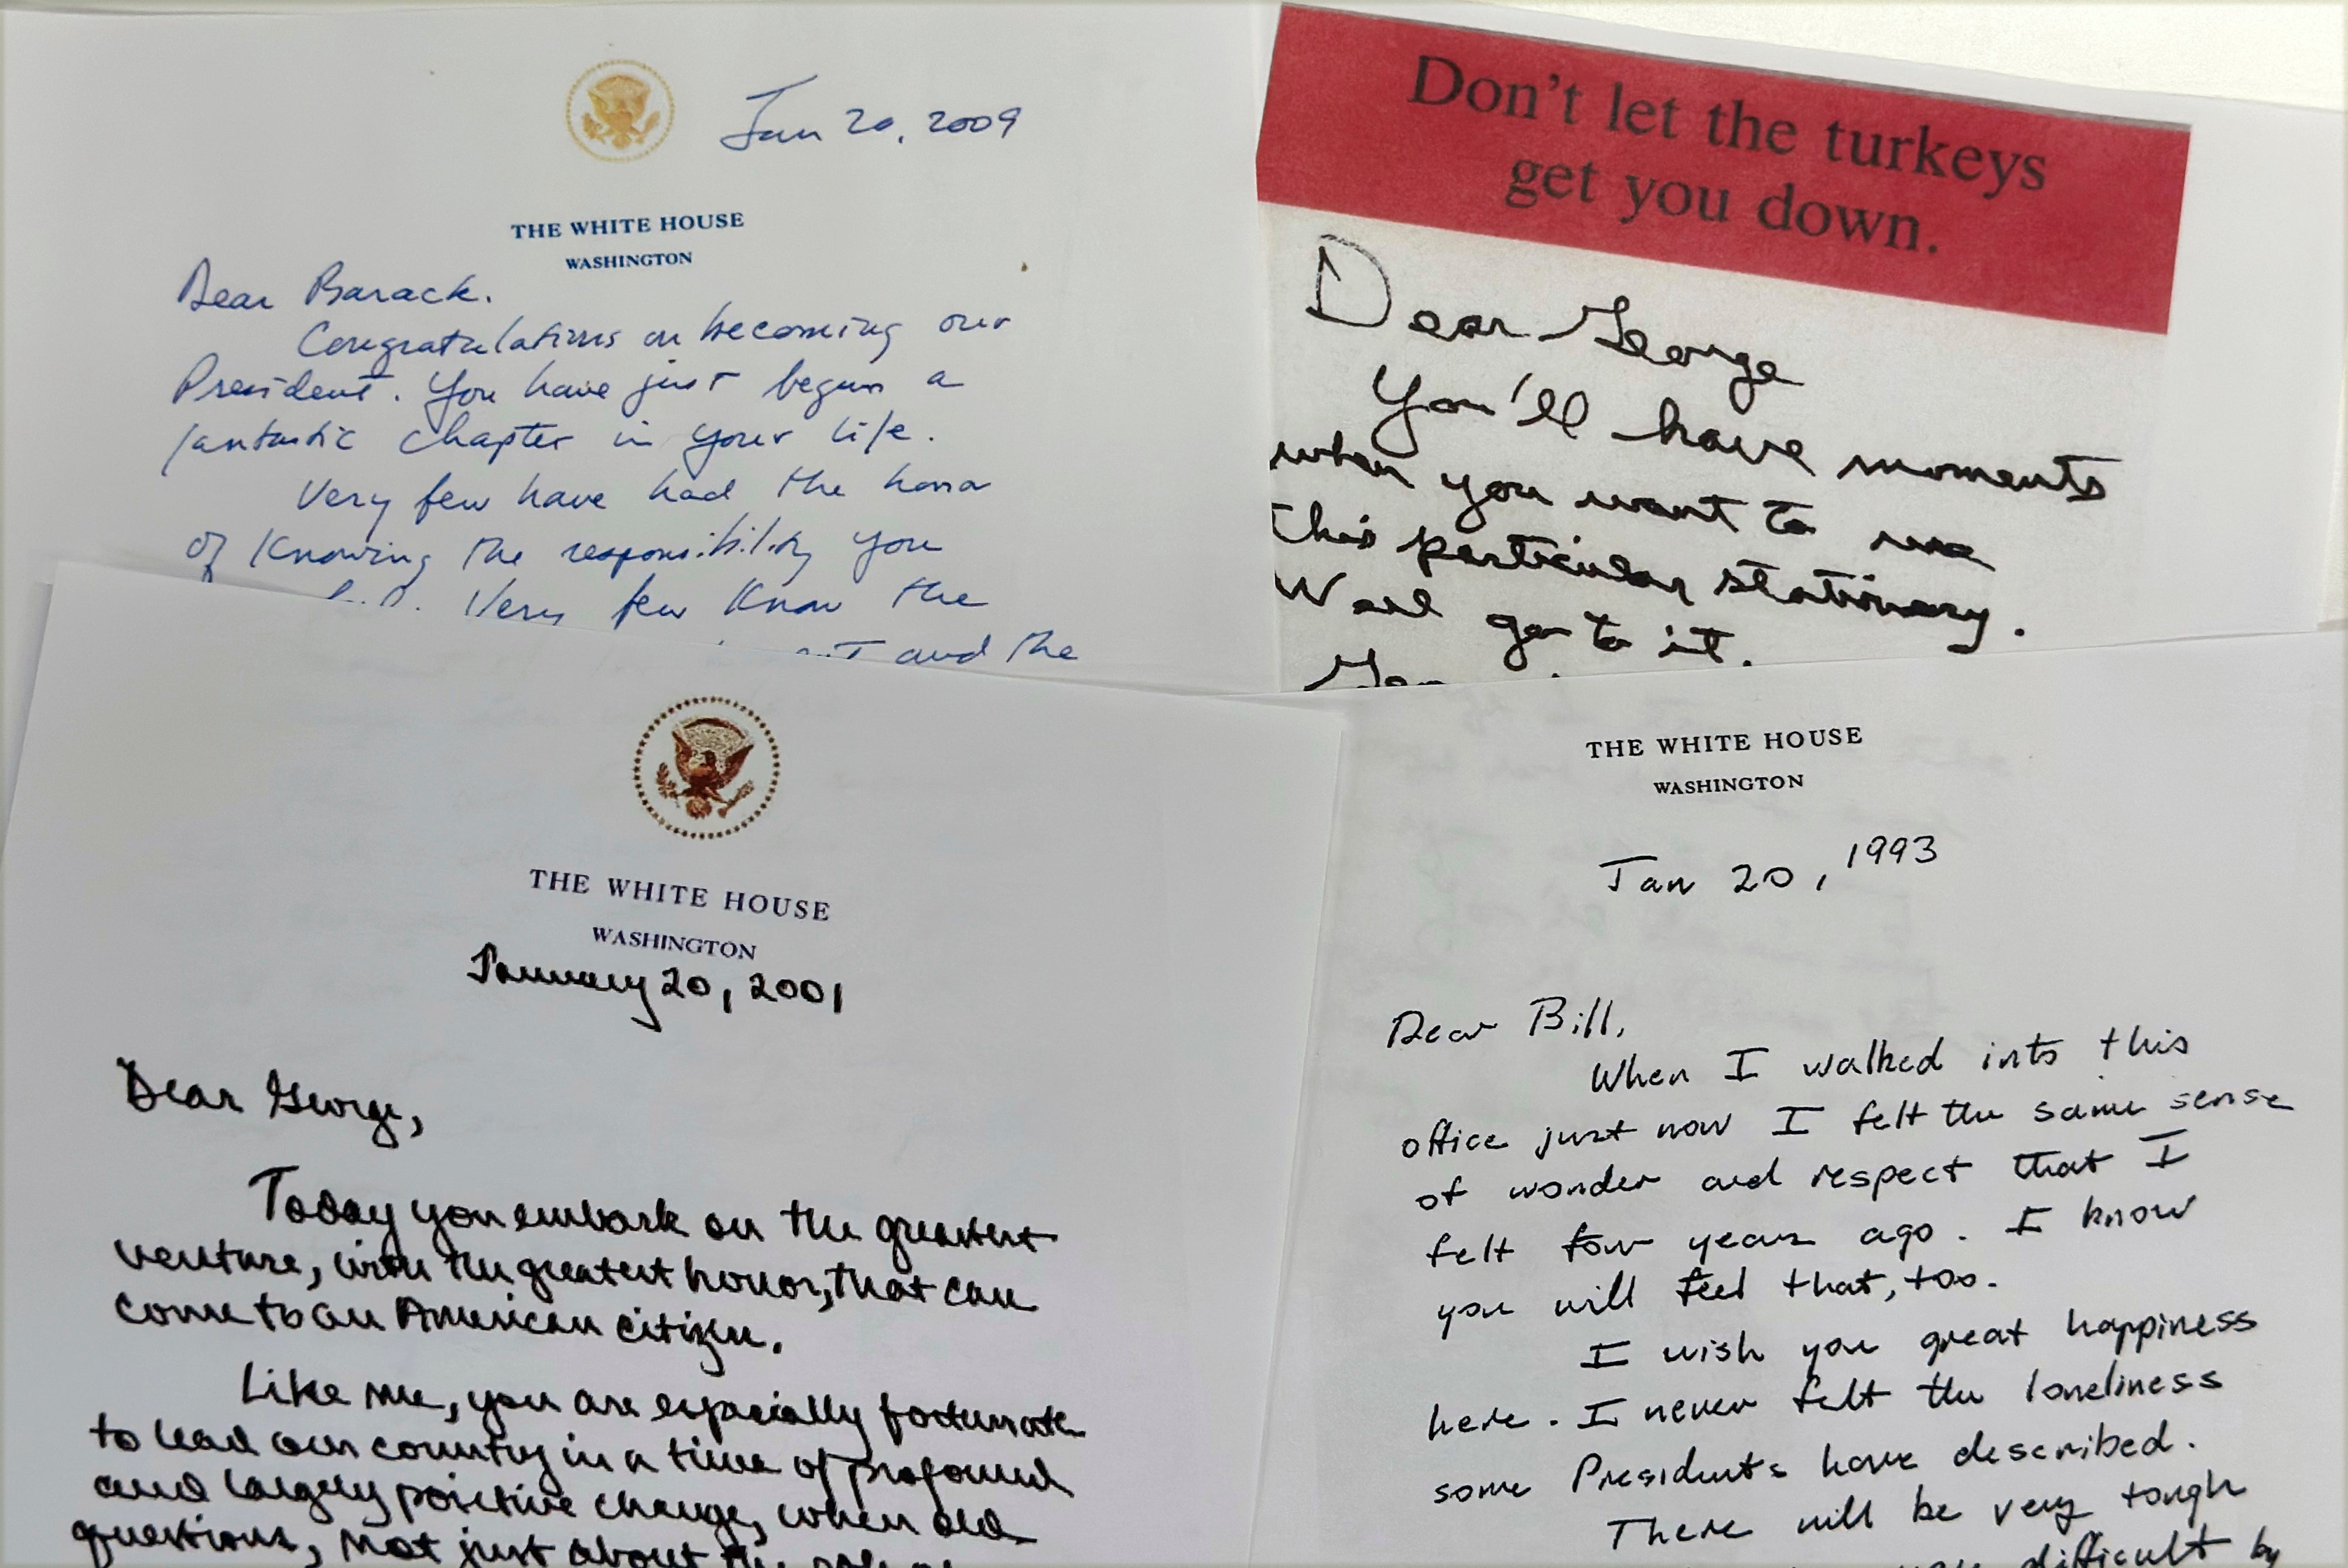 Jan 20, 2009
THE WHITE HOUSE
WASHINGTON
Dear Barack.
Congratulations on becoming our
President. You have just begun a
fantastic chapter in your life.
Very few have had the honor
of knowing the responsibility you
Very few know the
and the
Don't let the turkeys
get you down.
Dear George
You'll have moments
when you want to use
this particular stationary.
Well go to it.
THE WHITE HOUSE
WASHINGTON
January 20, 2001
Dear George,
Today you embark on the greatest
venture, with the greatest honor, that can
come to an American citizen.
Like me, you are especially fortunate
to lead our country in a time of profound
and largely positive change, when old
questions, not just about the role of
THE WHITE HOUSE
WASHINGTON
Jan 20, 1993
Dear Bill,
When I walked into this
office just now I felt the same sense
of wonder and respect that I
felt four years ago. I know
you will feel that, too.
I wish you great happiness
here. I never felt the loneliness
some Presidents have described.
There will be very tough
difficult by